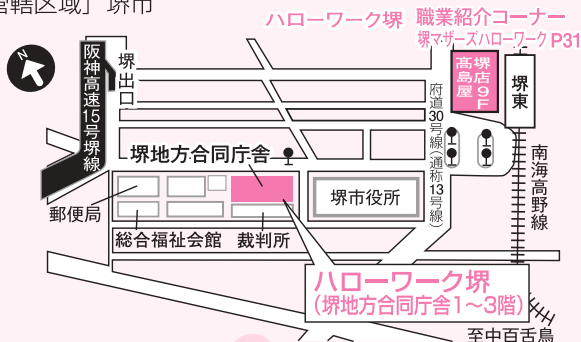 管轄区域」堺市
ハローワーク堺 職業紹介コーナー
堺マザーズハローワーク P31
N
阪神高速15号堺線
堺出口
堺店9F
髙島屋
堺東
府道30号線(通称13号線)
南海高野線
堺地方合同庁舎
郵便局
堺市役所
総合福祉会館
裁判所
ハローワーク堺
(堺地方合同庁舎1〜3階)
至中百舌鳥